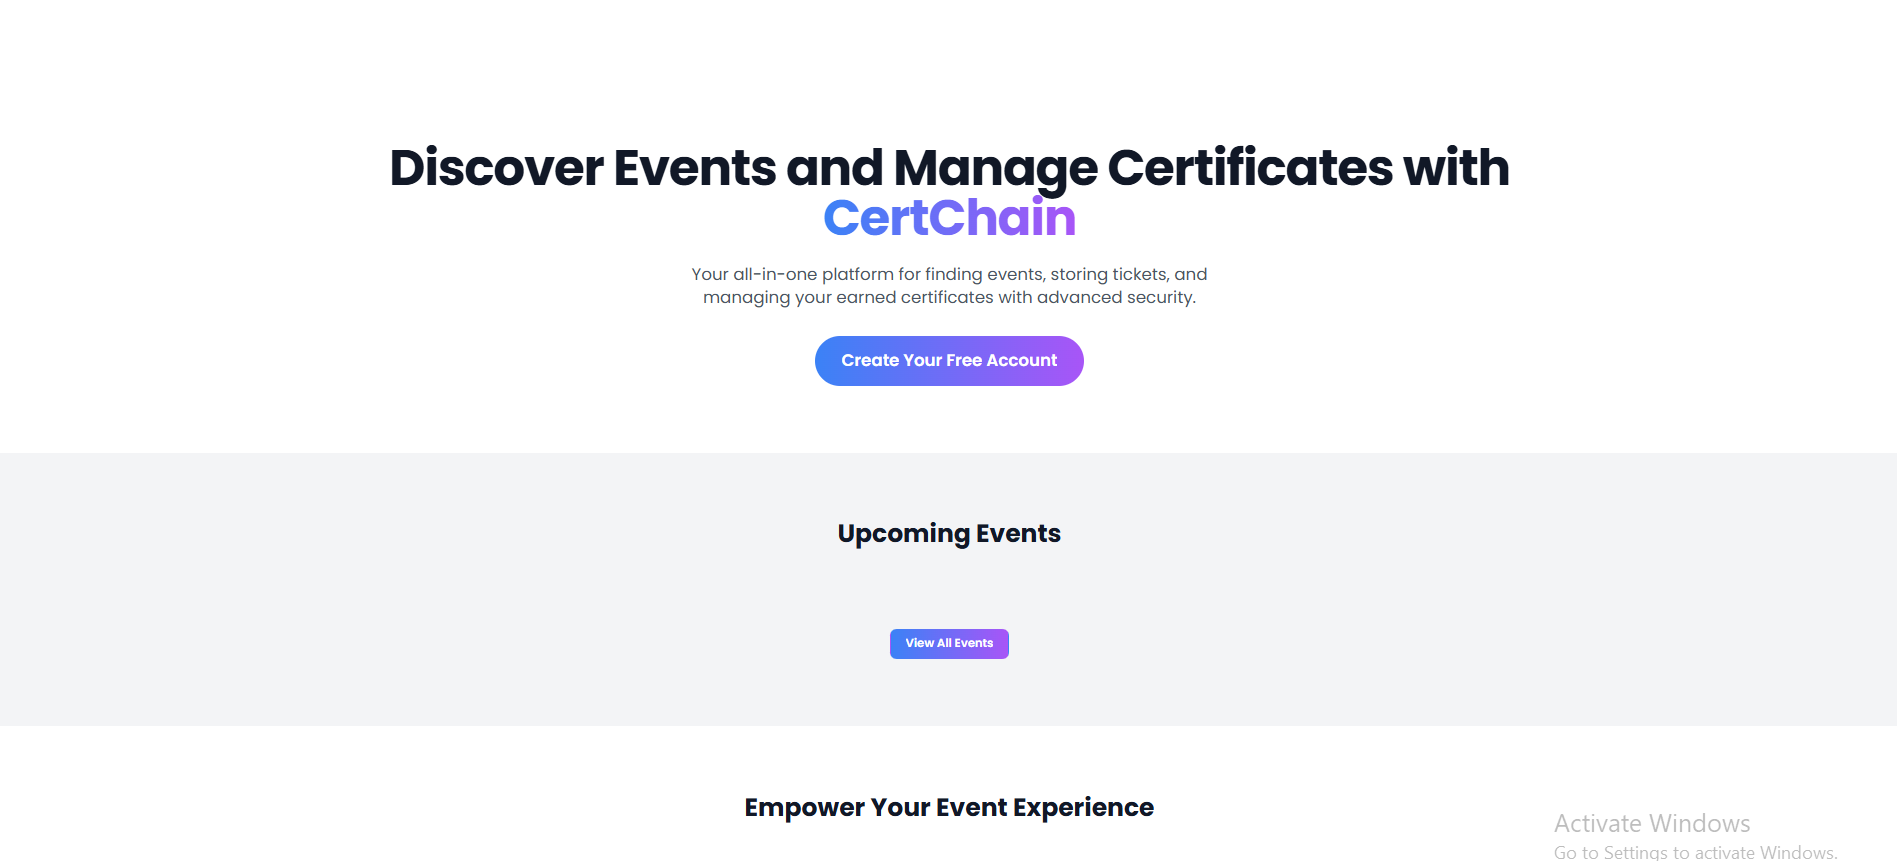 Discover Events and Manage Certificates with
CertChain
Your all-in-one platform for finding events, storing tickets, and
managing your earned certificates with advanced security.
Create Your Free Account
Upcoming Events
View All Events
Empower Your Event Experience
Activate Windows
Go to Settings to activate Windows.